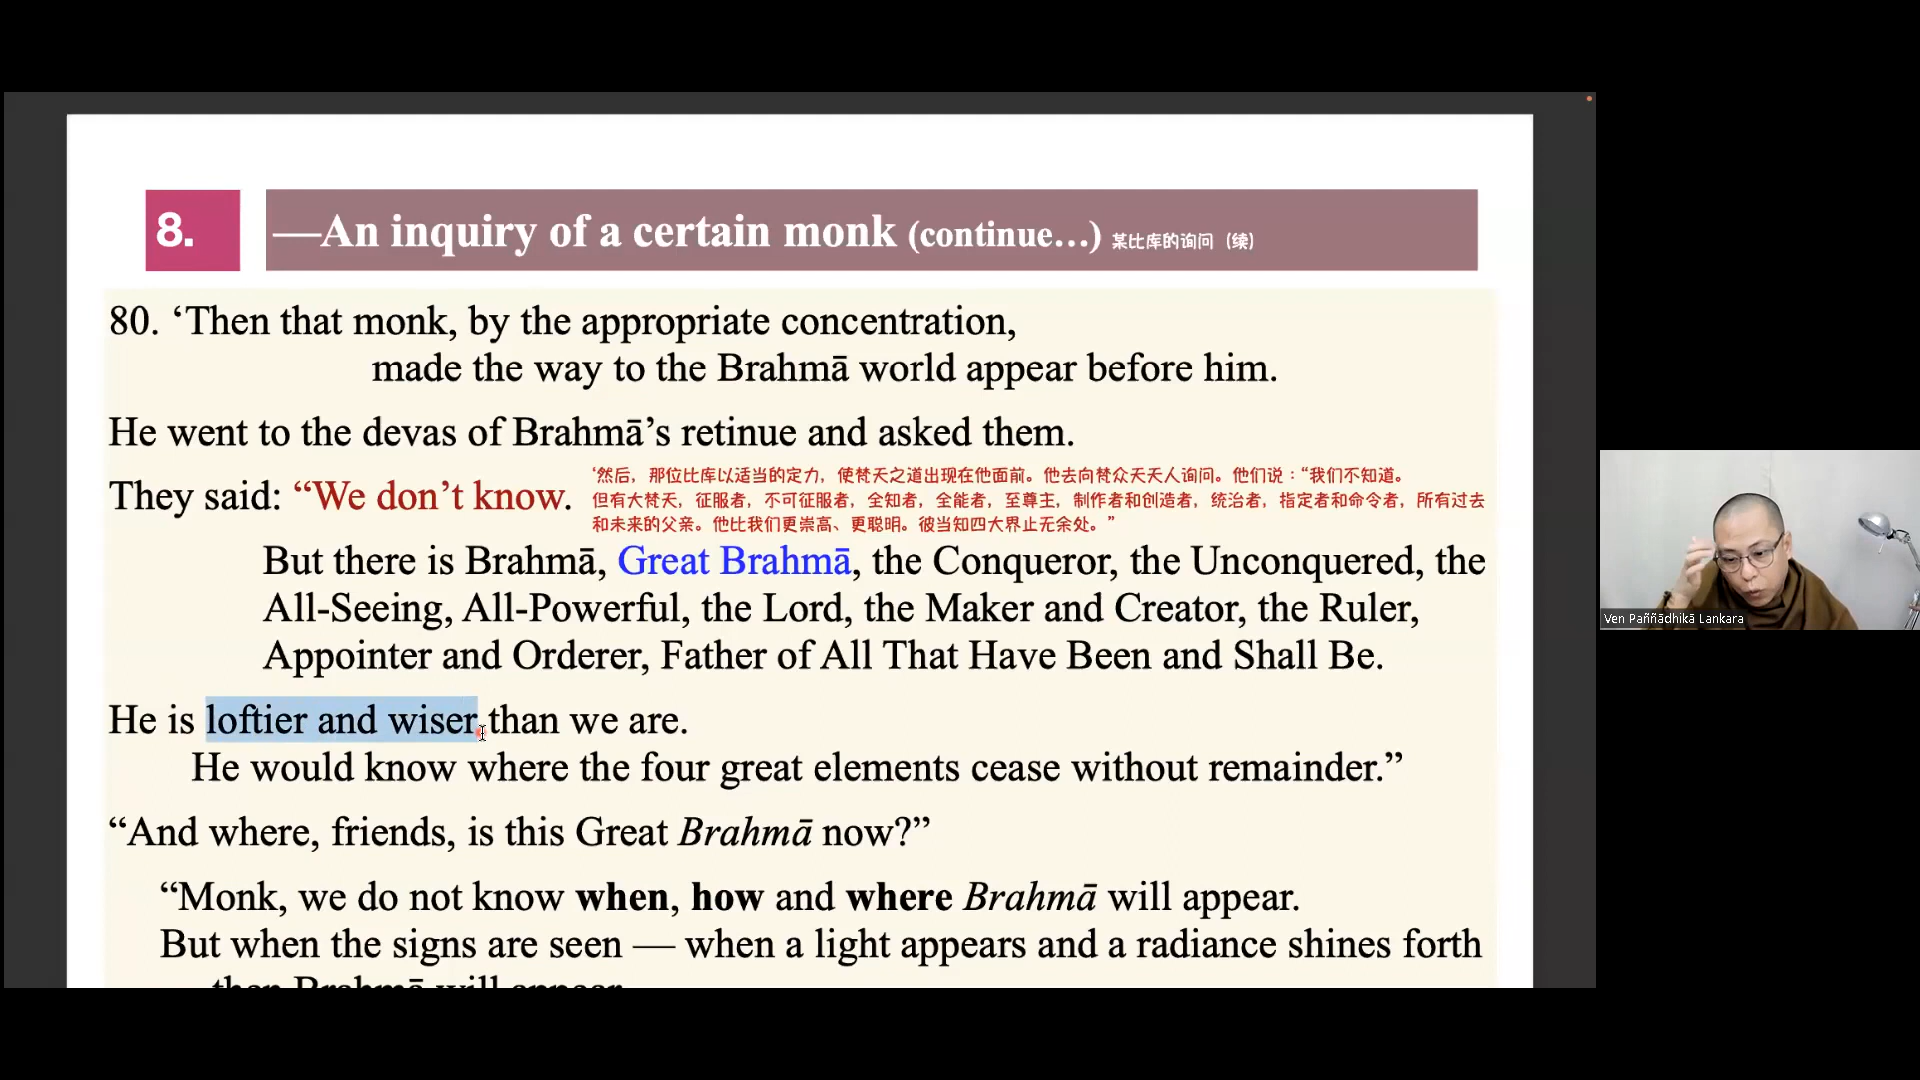 8.
—An inquiry of a certain monk (continue…) 某比库的询问（续）
80. ‘Then that monk, by the appropriate concentration,
made the way to the Brahmā world appear before him.
He went to the devas of Brahmā’s retinue and asked them.
They said: “We don’t know.
‘然后，那位比库以适当的定力，使梵天之道出现在他面前。他去向梵众天天人询问。他们说：“我们不知道。
但有大梵天，征服者，不可征服者，全知者，全能者，至尊主，制作者和创造者，统治者，指定者和命令者，所有过去
和未来的父亲。他比我们更崇高、更聪明。彼当知四大界止无余处。”
But there is Brahmā, Great Brahmā, the Conqueror, the Unconquered, the
All-Seeing, All-Powerful, the Lord, the Maker and Creator, the Ruler,
Appointer and Orderer, Father of All That Have Been and Shall Be.
He is loftier and wiser than we are.
He would know where the four great elements cease without remainder.”
“And where, friends, is this Great Brahmā now?”
“Monk, we do not know when, how and where Brahmā will appear.
But when the signs are seen — when a light appears and a radiance shines forth
then Brahmā will appear.
Ven Paññādhikā Lankara